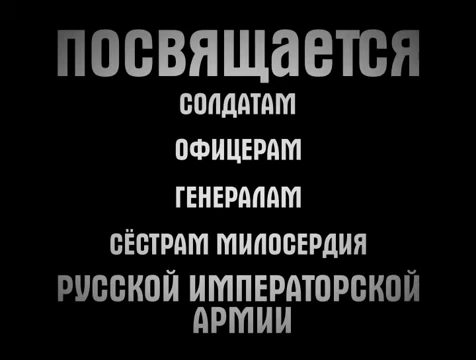 ПОСВЯЩАЕТСЯ
СОЛДАТАМ
ОФИЦЕРАМ
ГЕНЕРАЛАМ
СЁСТРАМ МИЛОСЕРДИЯ
РУССКОЙ ИМПЕРАТОРСКОЙ
АРМИИ